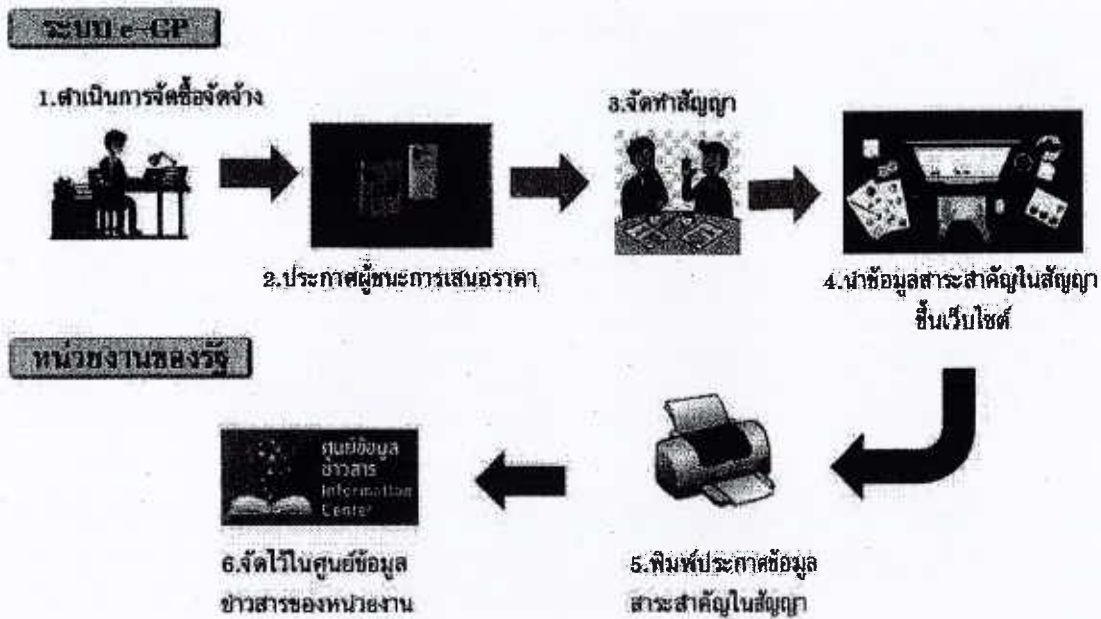 ระบบ e-GP
1.ดำเนินการจัดซื้อจัดจ้าง
2.ประกาศผู้ชนะการเสนอราคา
3.จัดทำสัญญา
4.นำข้อมูลสาระสำคัญในสัญญา
ขึ้นเว็บไซต์
หน่วยงานของรัฐ
5.พิมพ์ประกาศข้อมูล
สาระสำคัญในสัญญา
ศูนย์ข้อมูล
ข่าวสาร
Information
Center
6.จัดไว้ในศูนย์ข้อมูล
ข่าวสารของหน่วยงาน